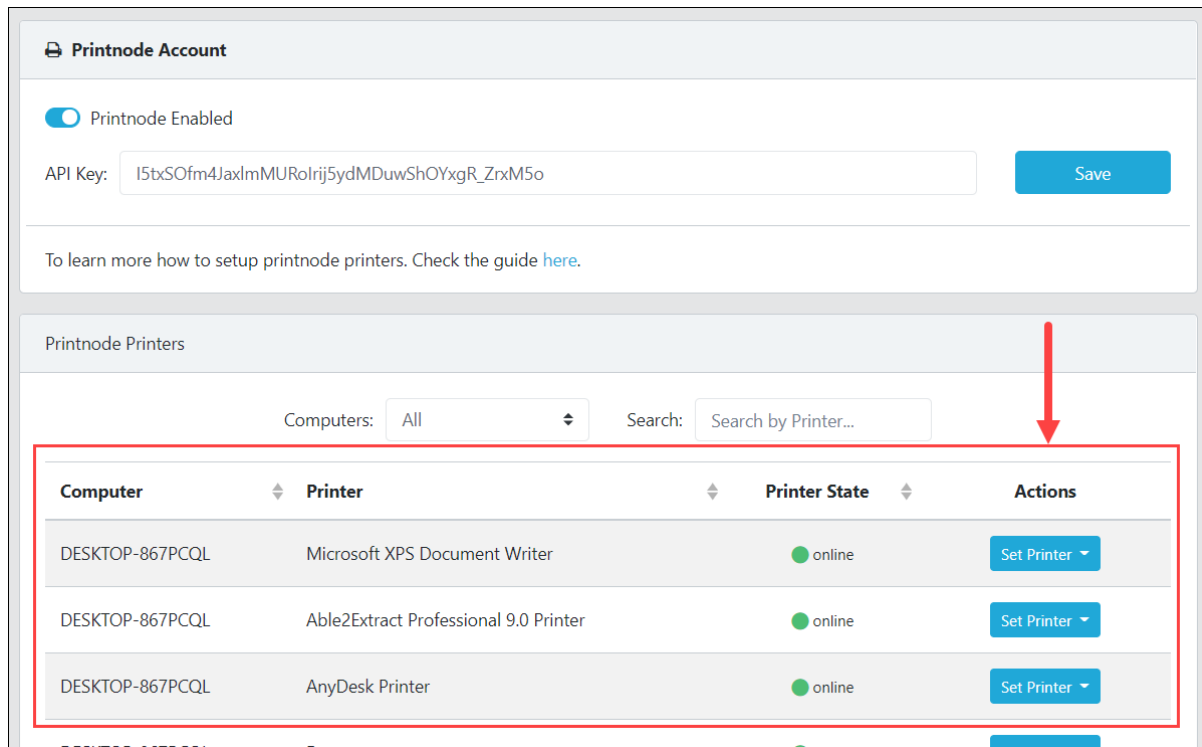 Printnode Account
Printnode Enabled
API Key: I5txSOfm4JaxlmMURoIrij5ydMDuwShOYxgR_ZrxM5o Save
To learn more how to setup printnode printers. Check the guide here.
Printnode Printers
Computers: All Search: Search by Printer...
Computer Printer Printer State Actions
DESKTOP-867PCQL Microsoft XPS Document Writer online Set Printer
DESKTOP-867PCQL Able2Extract Professional 9.0 Printer online Set Printer
DESKTOP-867PCQL AnyDesk Printer online Set Printer